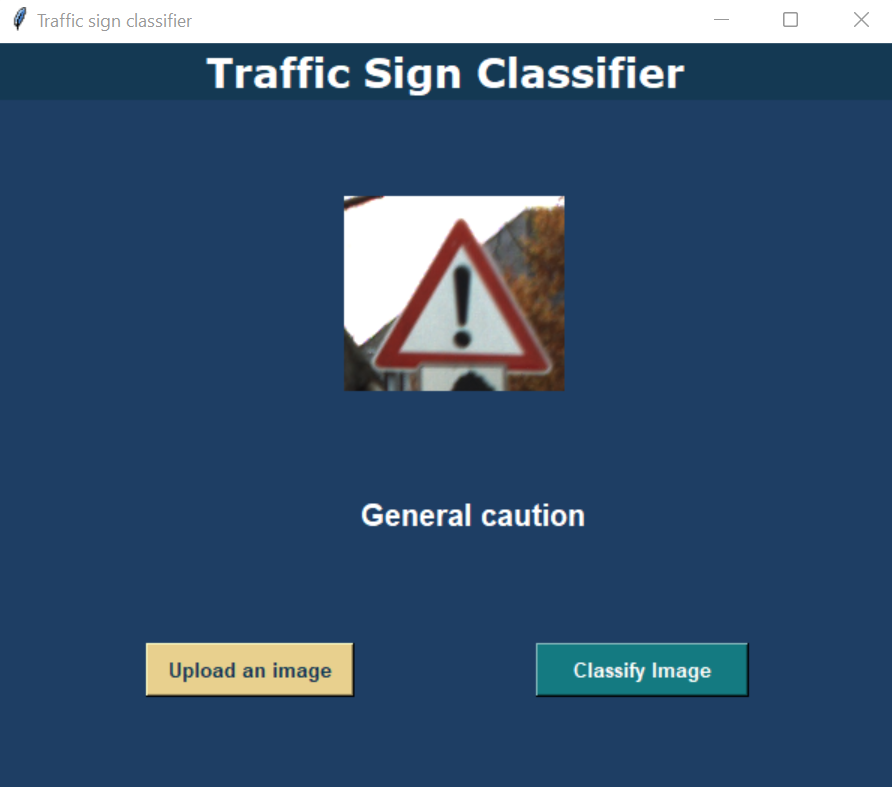 Traffic sign classifier
Traffic Sign Classifier
!
General caution
Upload an image
Classify Image